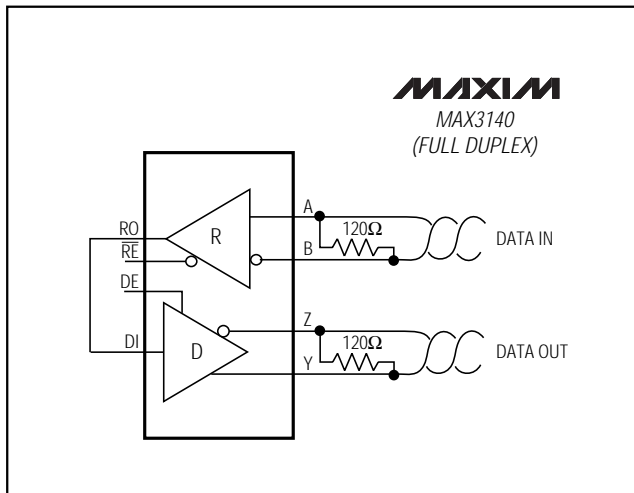 MAXIM
MAX3140
(FULL DUPLEX)
A
RO
R
120Ω
DATA IN
RE
B
DE
Z
DI
D
120Ω
DATA OUT
Y